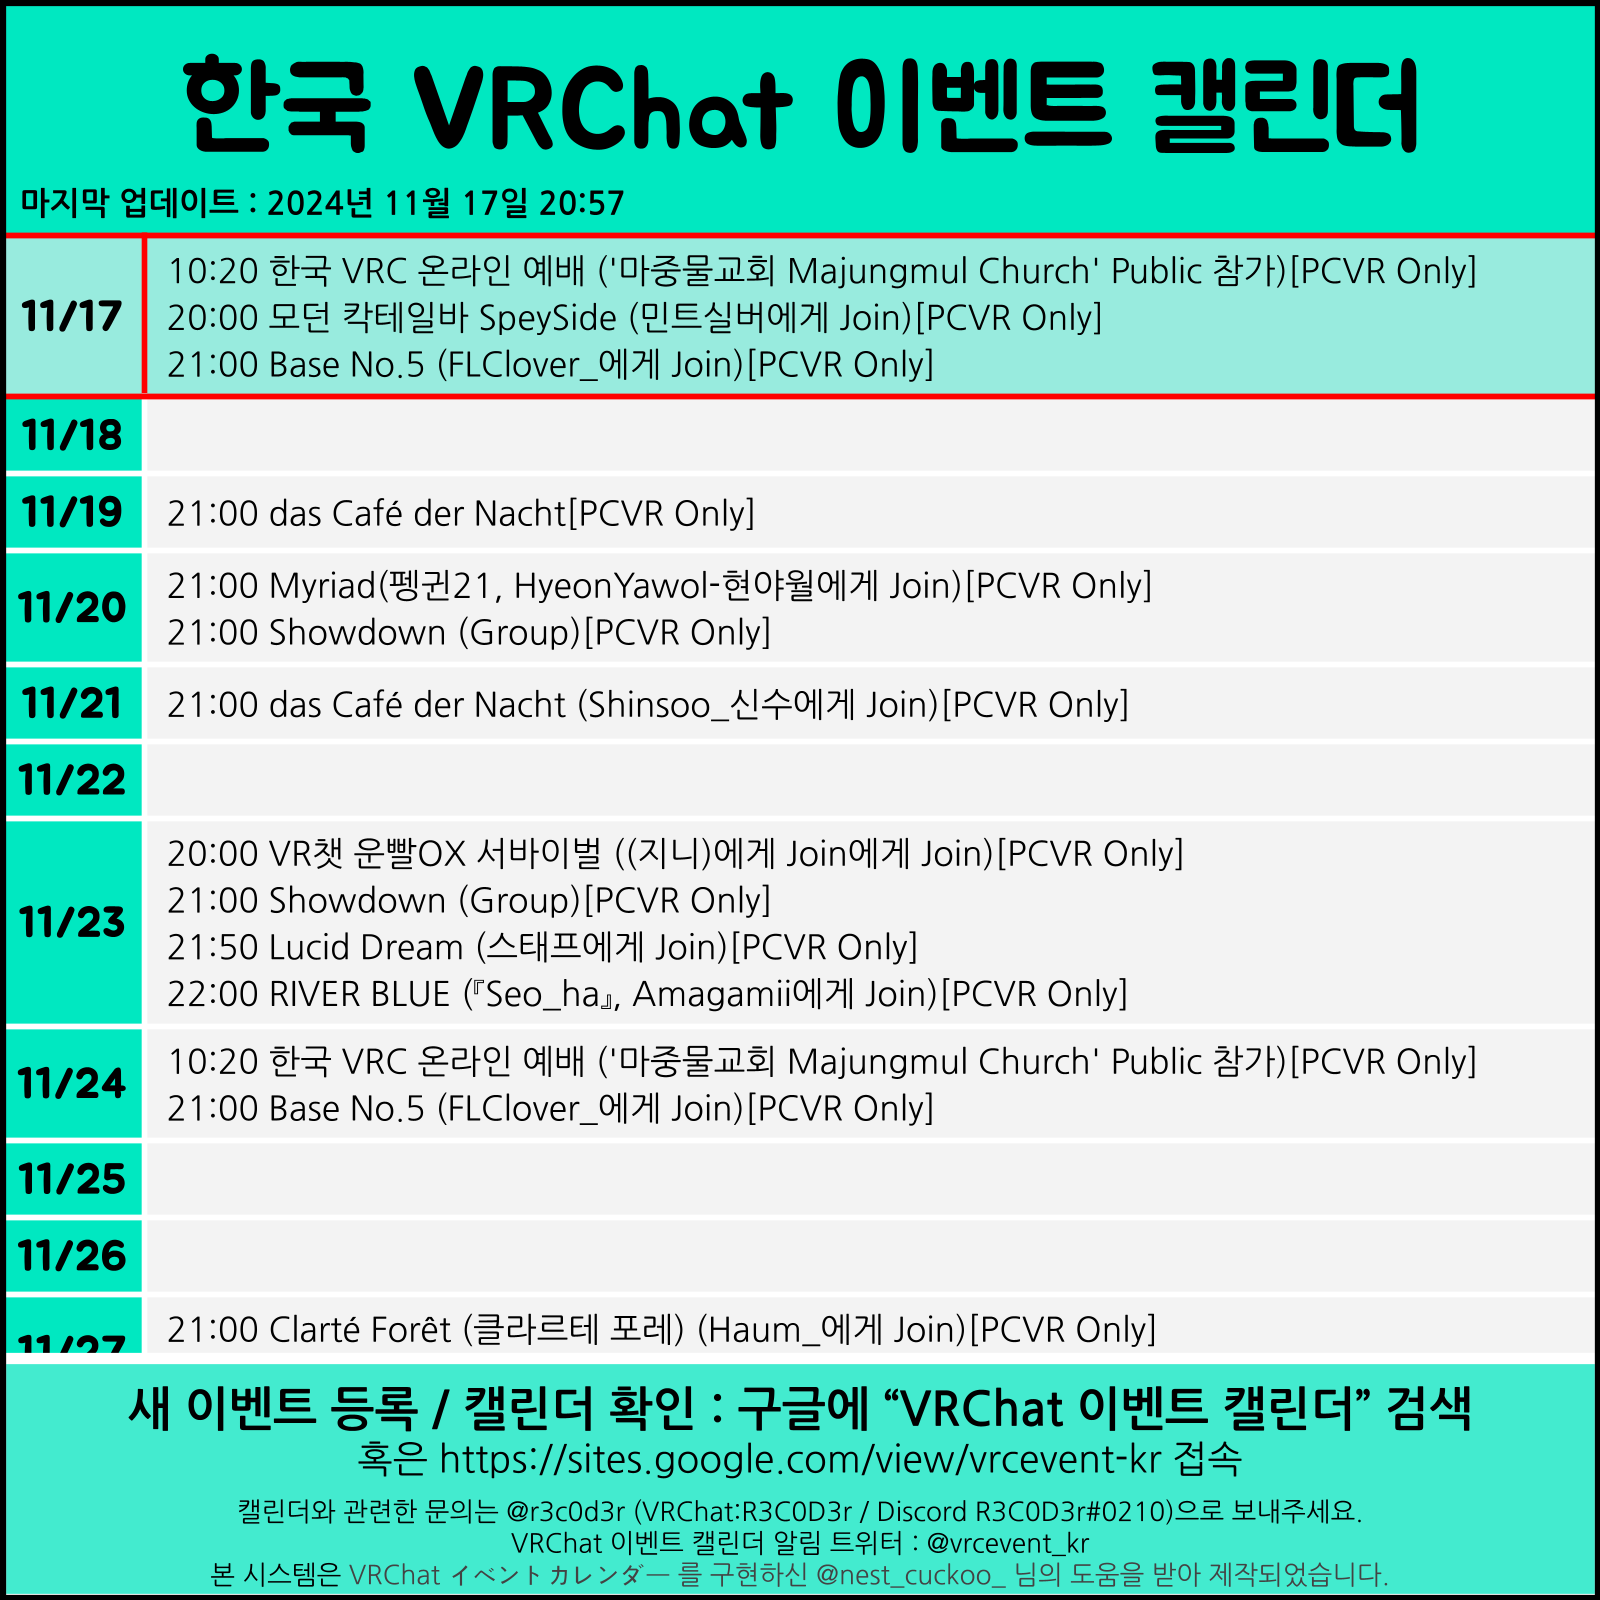 한국 VRChat 이벤트 캘린더
마지막 업데이트 : 2024년 11월 17일 20:57
11/17
10:20 한국 VRC 온라인 예배 ('마중물교회 Majungmul Church' Public 참가)[PCVR Only]
20:00 모던 칵테일바 SpeySide (민트실버에게 Join)[PCVR Only]
21:00 Base No.5 (FLClover_에게 Join)[PCVR Only]
11/18
11/19
21:00 das Café der Nacht[PCVR Only]
11/20
21:00 Myriad(펭귄21, HyeonYawol-현야월에게 Join)[PCVR Only]
21:00 Showdown (Group)[PCVR Only]
11/21
21:00 das Café der Nacht (Shinsoo_신수에게 Join)[PCVR Only]
11/22
11/23
20:00 VR챗 운빨OX 서바이벌 ((지니)에게 Join에게 Join)[PCVR Only]
21:00 Showdown (Group)[PCVR Only]
21:50 Lucid Dream (스태프에게 Join)[PCVR Only]
22:00 RIVER BLUE (『Seo_ha』, Amagamii에게 Join)[PCVR Only]
11/24
10:20 한국 VRC 온라인 예배 ('마중물교회 Majungmul Church' Public 참가)[PCVR Only]
21:00 Base No.5 (FLClover_에게 Join)[PCVR Only]
11/25
11/26
11/27
21:00 Clarté Forêt (클라르테 포레) (Haum_에게 Join)[PCVR Only]
새 이벤트 등록 / 캘린더 확인 : 구글에 “VRChat 이벤트 캘린더” 검색
혹은 https://sites.google.com/view/vrcevent-kr 접속
캘린더와 관련한 문의는 @r3c0d3r (VRChat:R3C0D3r / Discord R3C0D3r#0210)으로 보내주세요.
VRChat 이벤트 캘린더 알림 트위터 : @vrcevent_kr
본 시스템은 VRChat イベントカレンダー 를 구현하신 @nest_cuckoo_ 님의 도움을 받아 제작되었습니다.